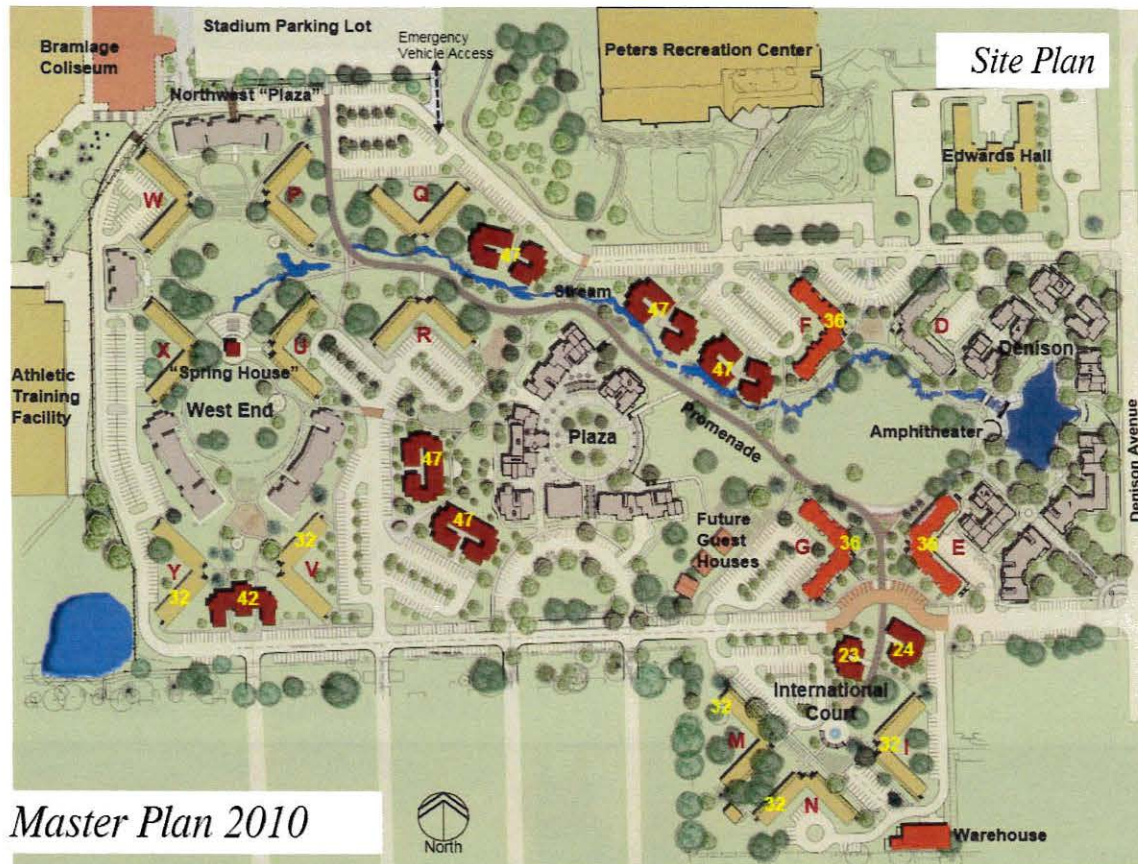 Stadium Parking Lot
Bramlage
Coliseum
Emergency
Vehicle Access
Peters Recreation Center
Site Plan
Northwest "Plaza"
Edwards Hall
W
P
Q
47
Stream
47
F
36
D
Denison
X
U
R
47
"Spring House"
Athletic
Training
Facility
West End
Plaza
Promenade
Amphitheater
Denison Avenue
47
47
Future
Guest
Houses
G
36
36
E
32
Y
V
32
42
23
24
International
Court
32
M
32
I
32
N
Master Plan 2010
North
Warehouse